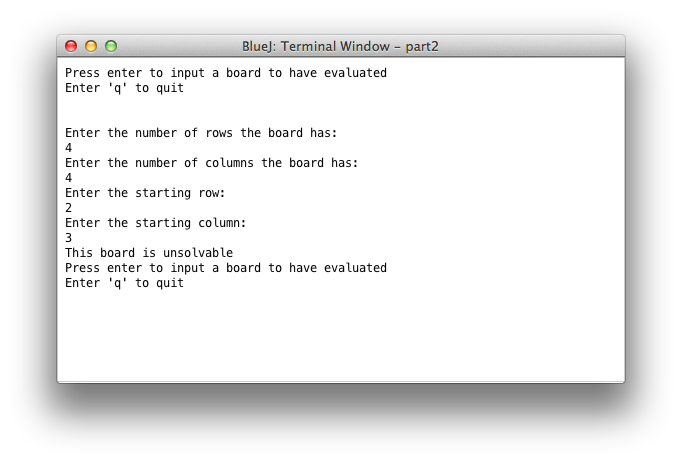 BlueJ: Terminal Window - part2
Press enter to input a board to have evaluated
Enter 'q' to quit
Enter the number of rows the board has:
4
Enter the number of columns the board has:
4
Enter the starting row:
2
Enter the starting column:
3
This board is unsolvable
Press enter to input a board to have evaluated
Enter 'q' to quit